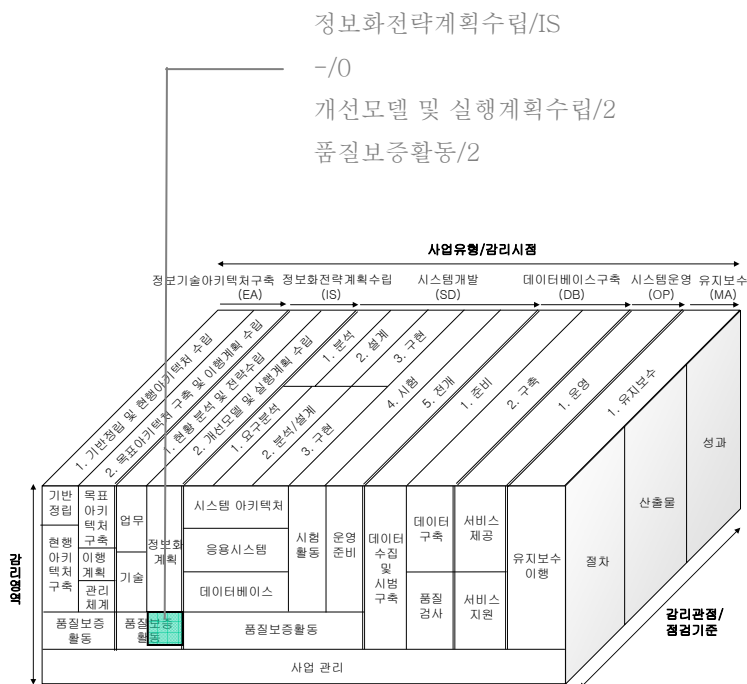 정보화전략계획수립/IS
-/0
개선모델 및 실행계획수립/2
품질보증활동/2
사업유형/감리시점
정보기술아키텍처구축
(EA)
정보화전략계획수립
(IS)
시스템개발
(SD)
데이터베이스구축
(DB)
시스템운영
(OP)
유지보수
(MA)
1. 기반정립 및 현행아키텍처 수립
2. 목표아키텍처 구축 및 이행계획 수립
1. 현황 분석 및 전략수립
2. 개선모델 및 실행계획 수립
1. 분석
2. 설계
3. 구현
1. 요구분석
2. 분석/설계
3. 구현
4. 시험
5. 전개
1. 준비
2. 구축
1. 운영
1. 유지보수
감리영역
기반
정립
현행
아키
텍처
구축
목표
아키
텍처
구축
이행
계획
관리
체계
품질보증
활동
업무
기술
정보화
계획
품질보증
활동
시스템 아키텍처
응용시스템
데이터베이스
시험
활동
운영
준비
품질보증활동
데이터
수집
및
시범
구축
데이터
구축
품질
검사
서비스
제공
서비스
지원
유지보수
이행
사업 관리
절차
산출물
성과
감리관점/
점검기준